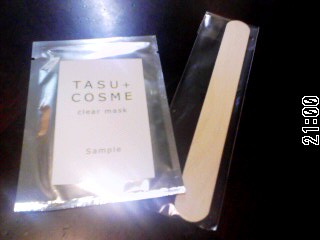 TASU+
COSME
clear mask
Sample
21:00